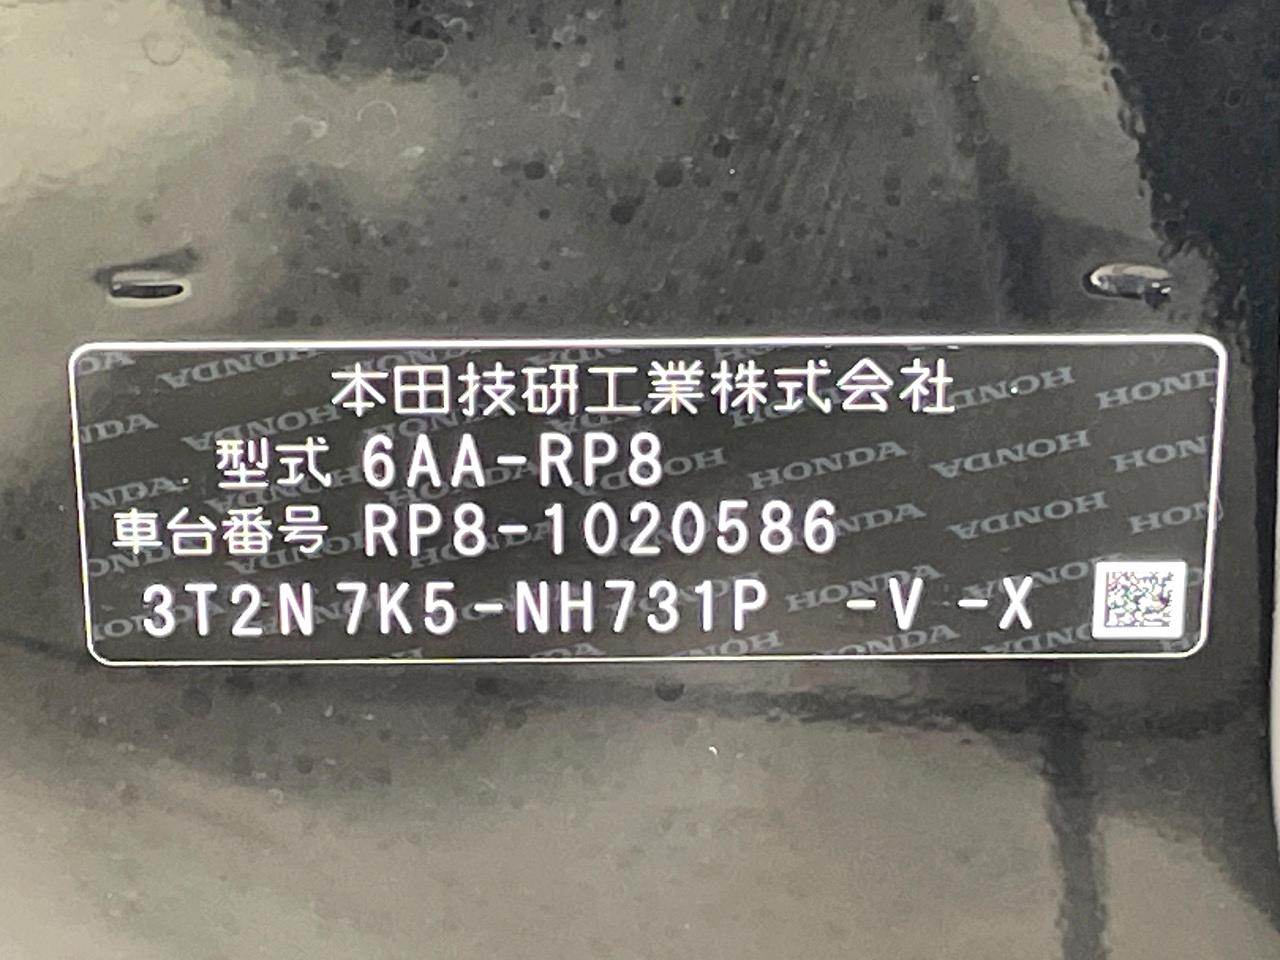 本田技研工業株式会社
型式 6AA-RP8
車台番号 RP8-1020586
3T2N7K5-NH731P -V -X